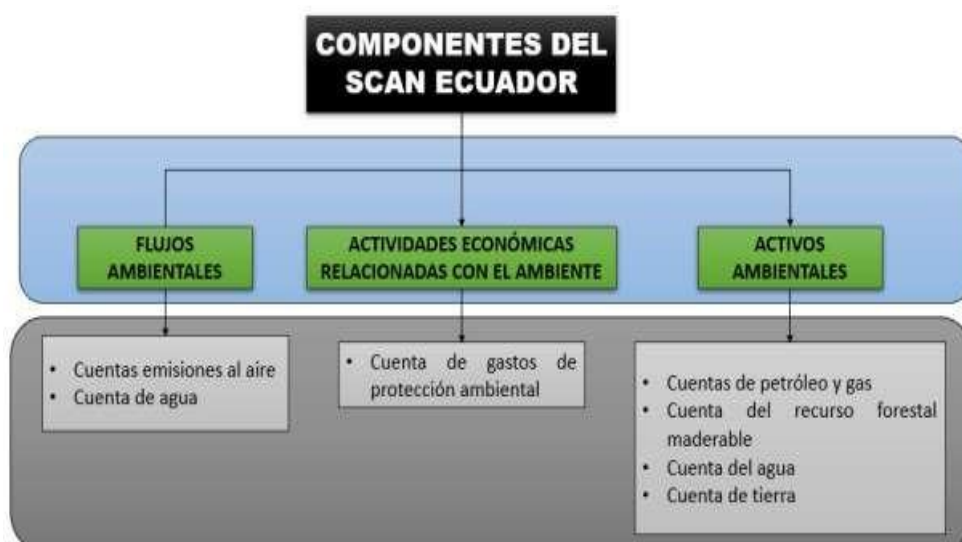 COMPONENTES DEL
SCAN ECUADOR
FLUJOS
AMBIENTALES
ACTIVIDADES ECONÓMICAS
RELACIONADAS CON EL AMBIENTE
ACTIVOS
AMBIENTALES
• Cuentas emisiones al aire
• Cuenta de agua
• Cuenta de gastos de
protección ambiental
• Cuentas de petróleo y gas
• Cuenta del recurso forestal
maderable
• Cuenta del agua
• Cuenta de tierra